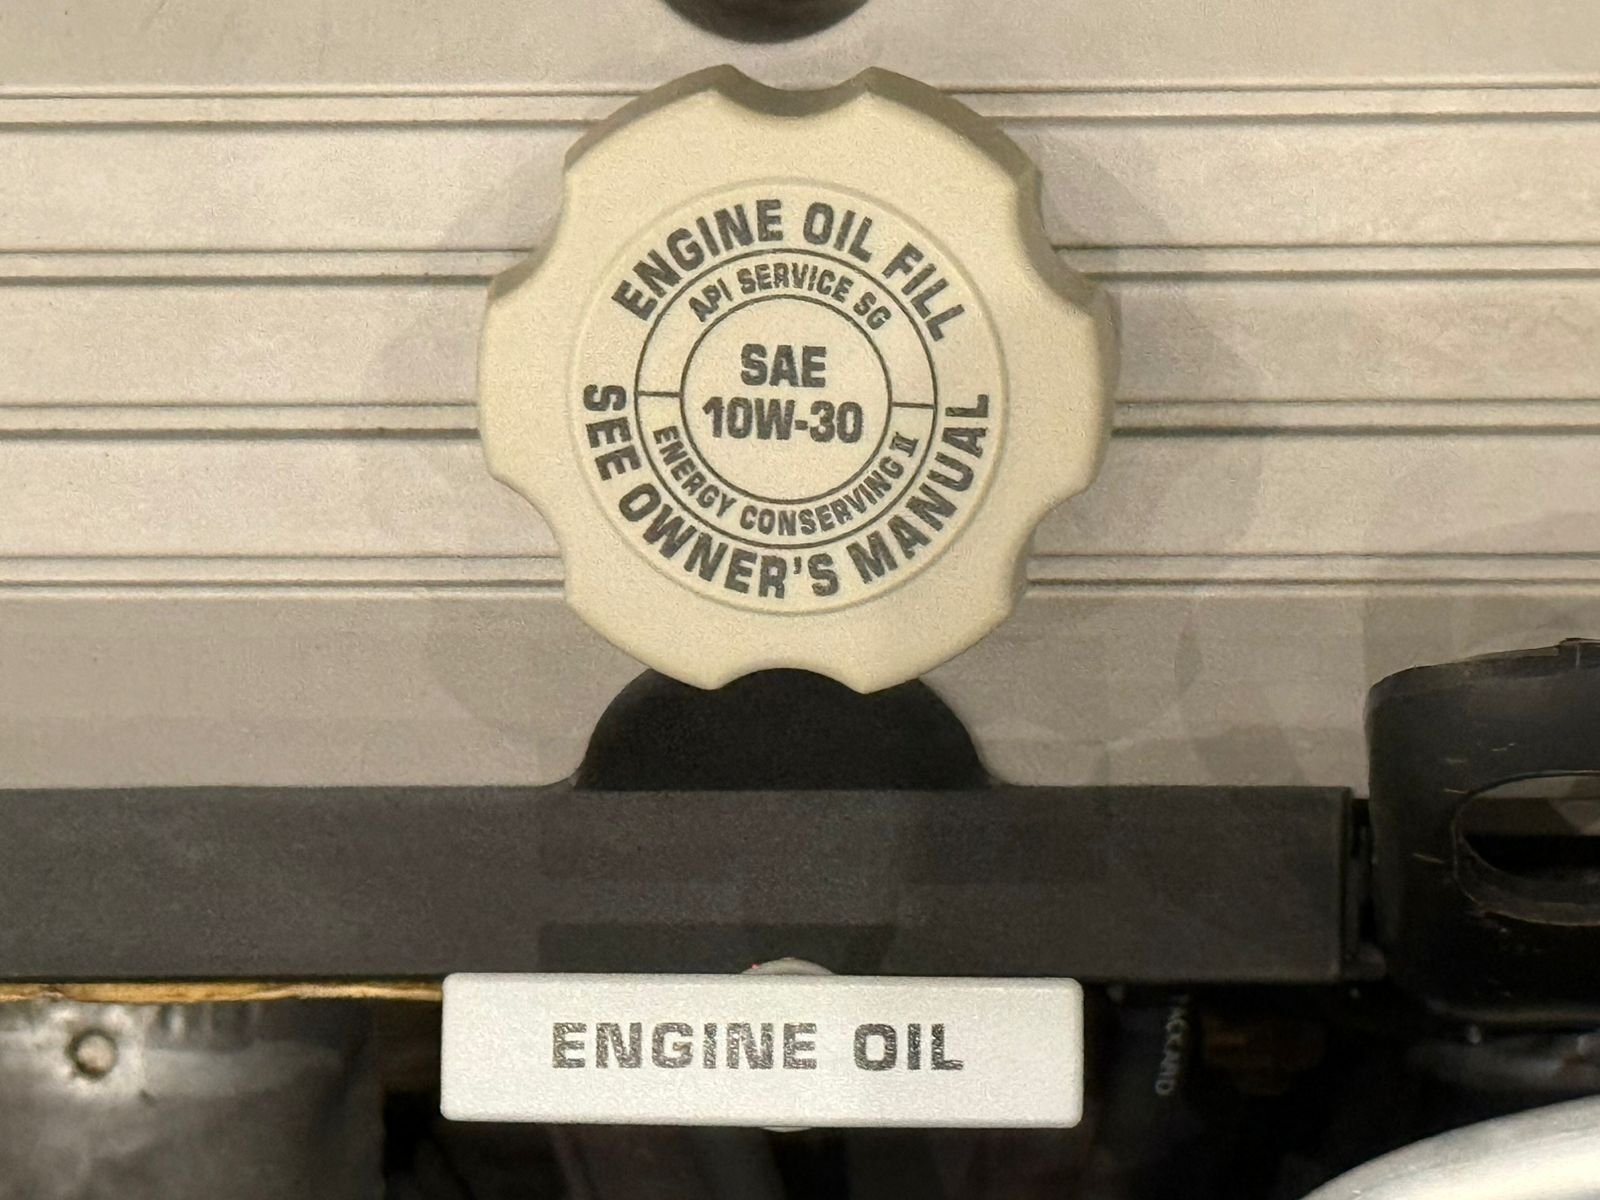 ENGINE OIL FILL
API SERVICE SG
SAE
10W-30
ENERGY CONSERVING II
SEE OWNER'S MANUAL
ENGINE OIL